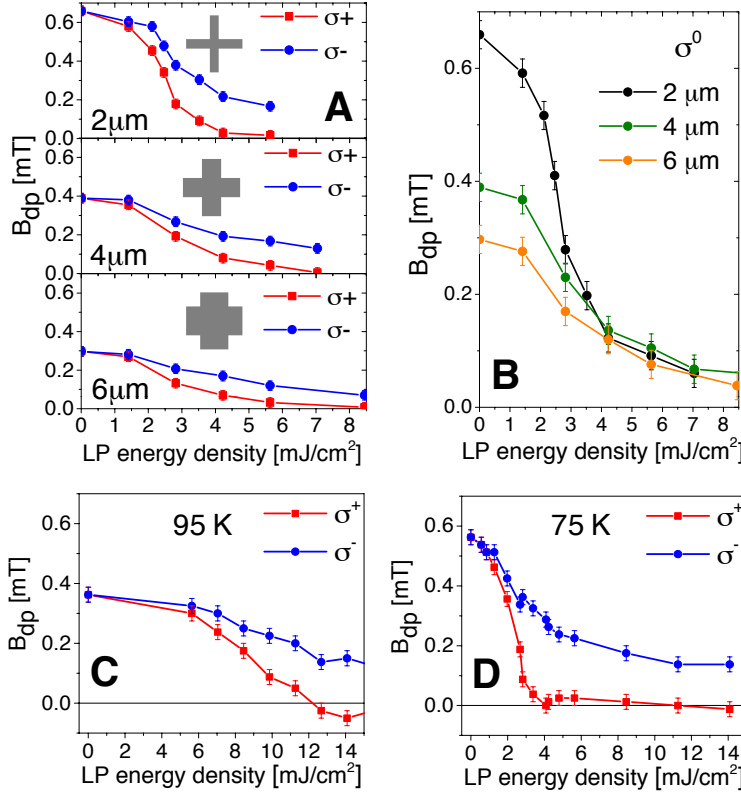 0.6
0.4
0.2
0.0
σ+
σ-
A
2μm
0.6
0.4
0.2
0.0
σ+
σ-
4μm
0.6
0.4
0.2
0.0
σ+
σ-
6μm
B_dp [mT]
0 1 2 3 4 5 6 7 8
LP energy density [mJ/cm²]
0.6
0.4
0.2
0.0
B_dp [mT]
σ⁰
2 μm
4 μm
6 μm
B
0 1 2 3 4 5 6 7 8
LP energy density [mJ/cm²]
0.6
0.4
0.2
0.0
B_dp [mT]
95 K
σ⁺
σ⁻
C
0 2 4 6 8 10 12 14
LP energy density [mJ/cm²]
0.6
0.4
0.2
0.0
B_dp [mT]
75 K
σ⁺
σ⁻
D
0 2 4 6 8 10 12 14
LP energy density [mJ/cm²]